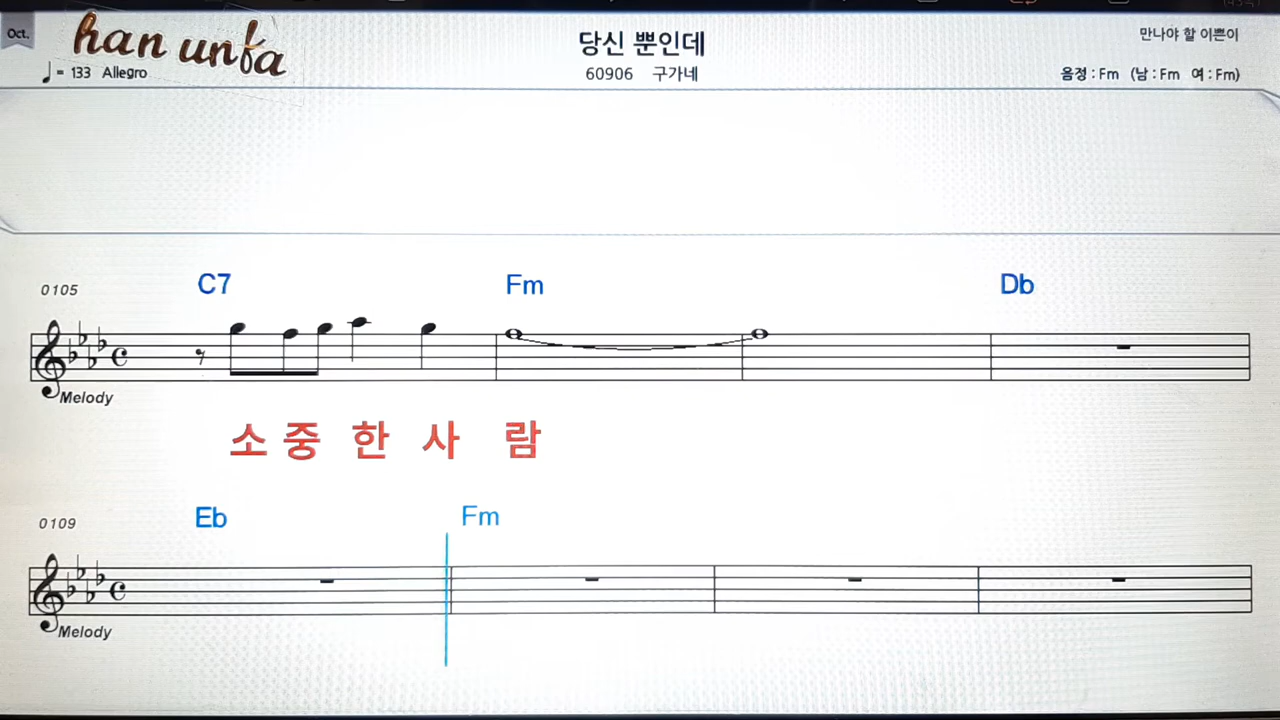 Oct.
han unfa
♩= 133 Allegro
당신 뿐인데
60906 구가네
만나야 할 이쁜이
음정 : Fm (남 : Fm 여 : Fm)
0105
C7 Fm Db
Melody
소 중 한 사 람
0109
Eb Fm
Melody